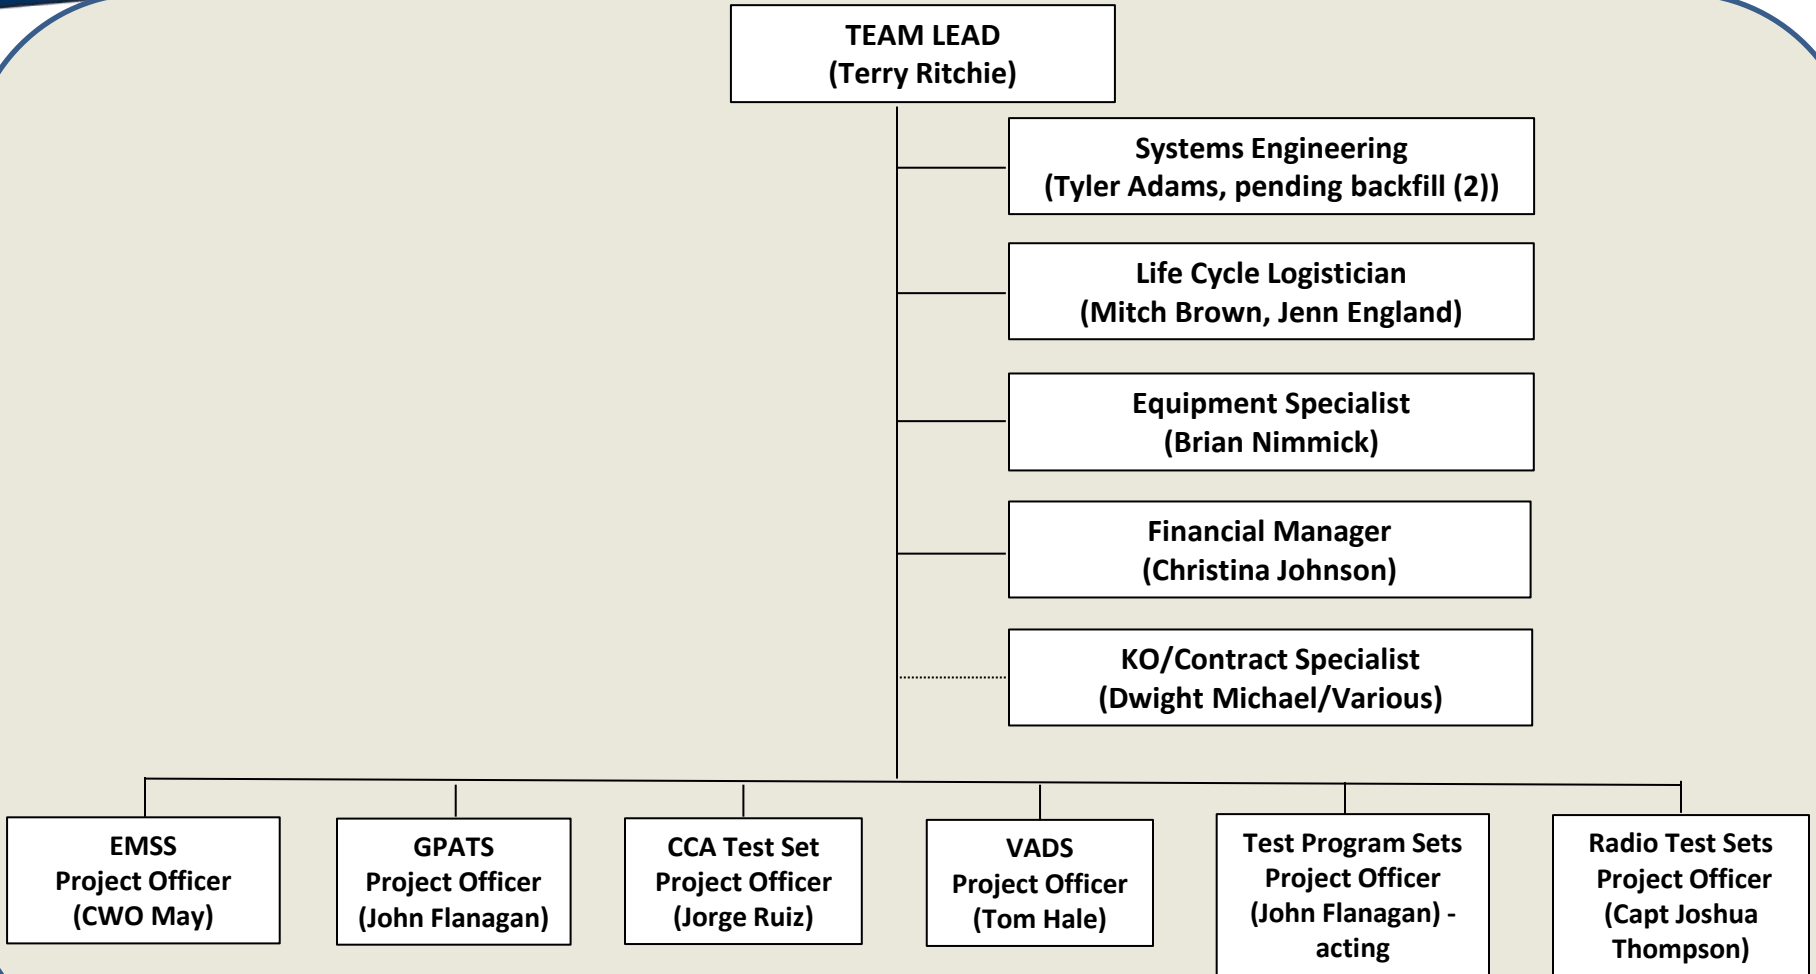 TEAM LEAD
(Terry Ritchie)
Systems Engineering
(Tyler Adams, pending backfill (2))
Life Cycle Logistician
(Mitch Brown, Jenn England)
Equipment Specialist
(Brian Nimmick)
Financial Manager
(Christina Johnson)
KO/Contract Specialist
(Dwight Michael/Various)
EMSS
Project Officer
(CWO May)
GPATS
Project Officer
(John Flanagan)
CCA Test Set
Project Officer
(Jorge Ruiz)
VADS
Project Officer
(Tom Hale)
Test Program Sets
Project Officer
(John Flanagan) -
acting
Radio Test Sets
Project Officer
(Capt Joshua
Thompson)